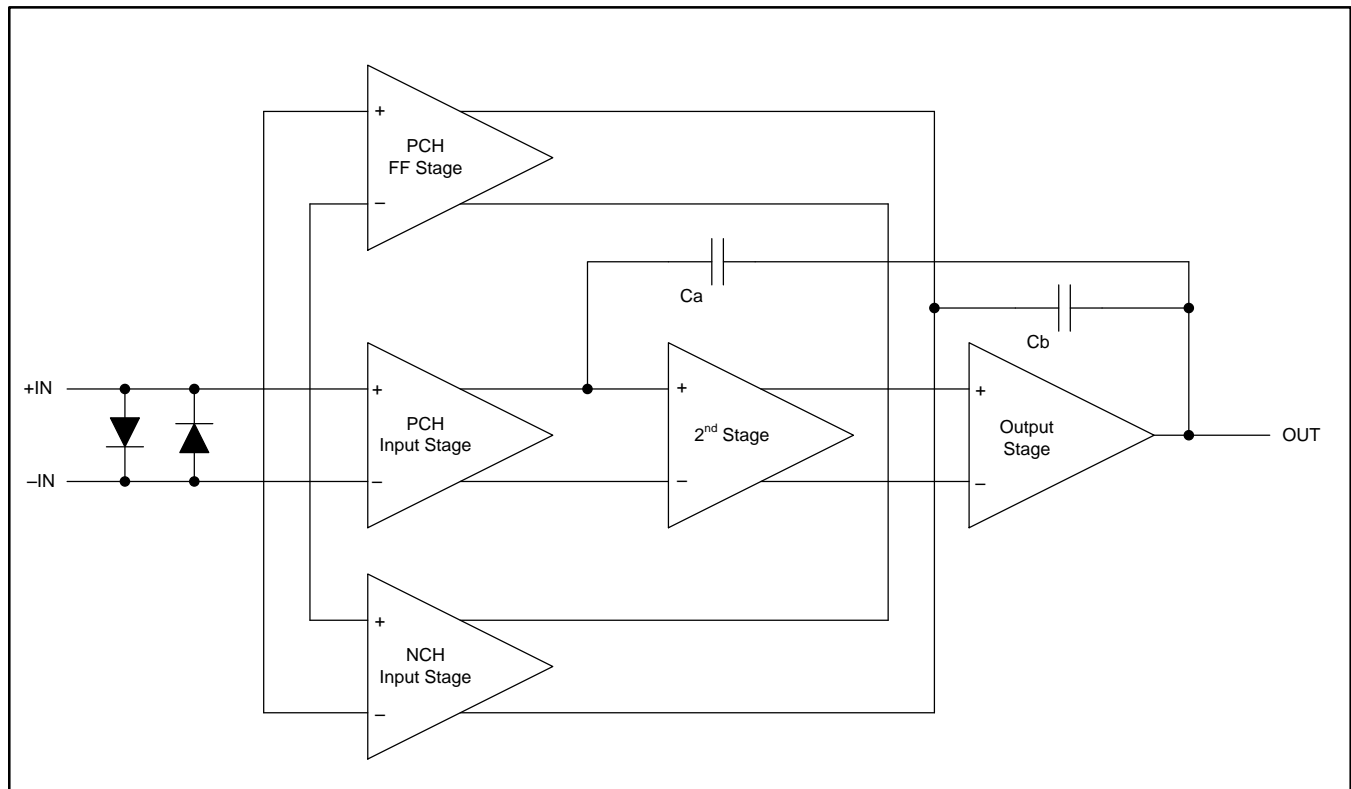 +
PCH
FF Stage
–
Ca
Cb
+IN
+
PCH
Input Stage
–
+
2nd Stage
–
+
Output
Stage
–
OUT
–IN
+
NCH
Input Stage
–